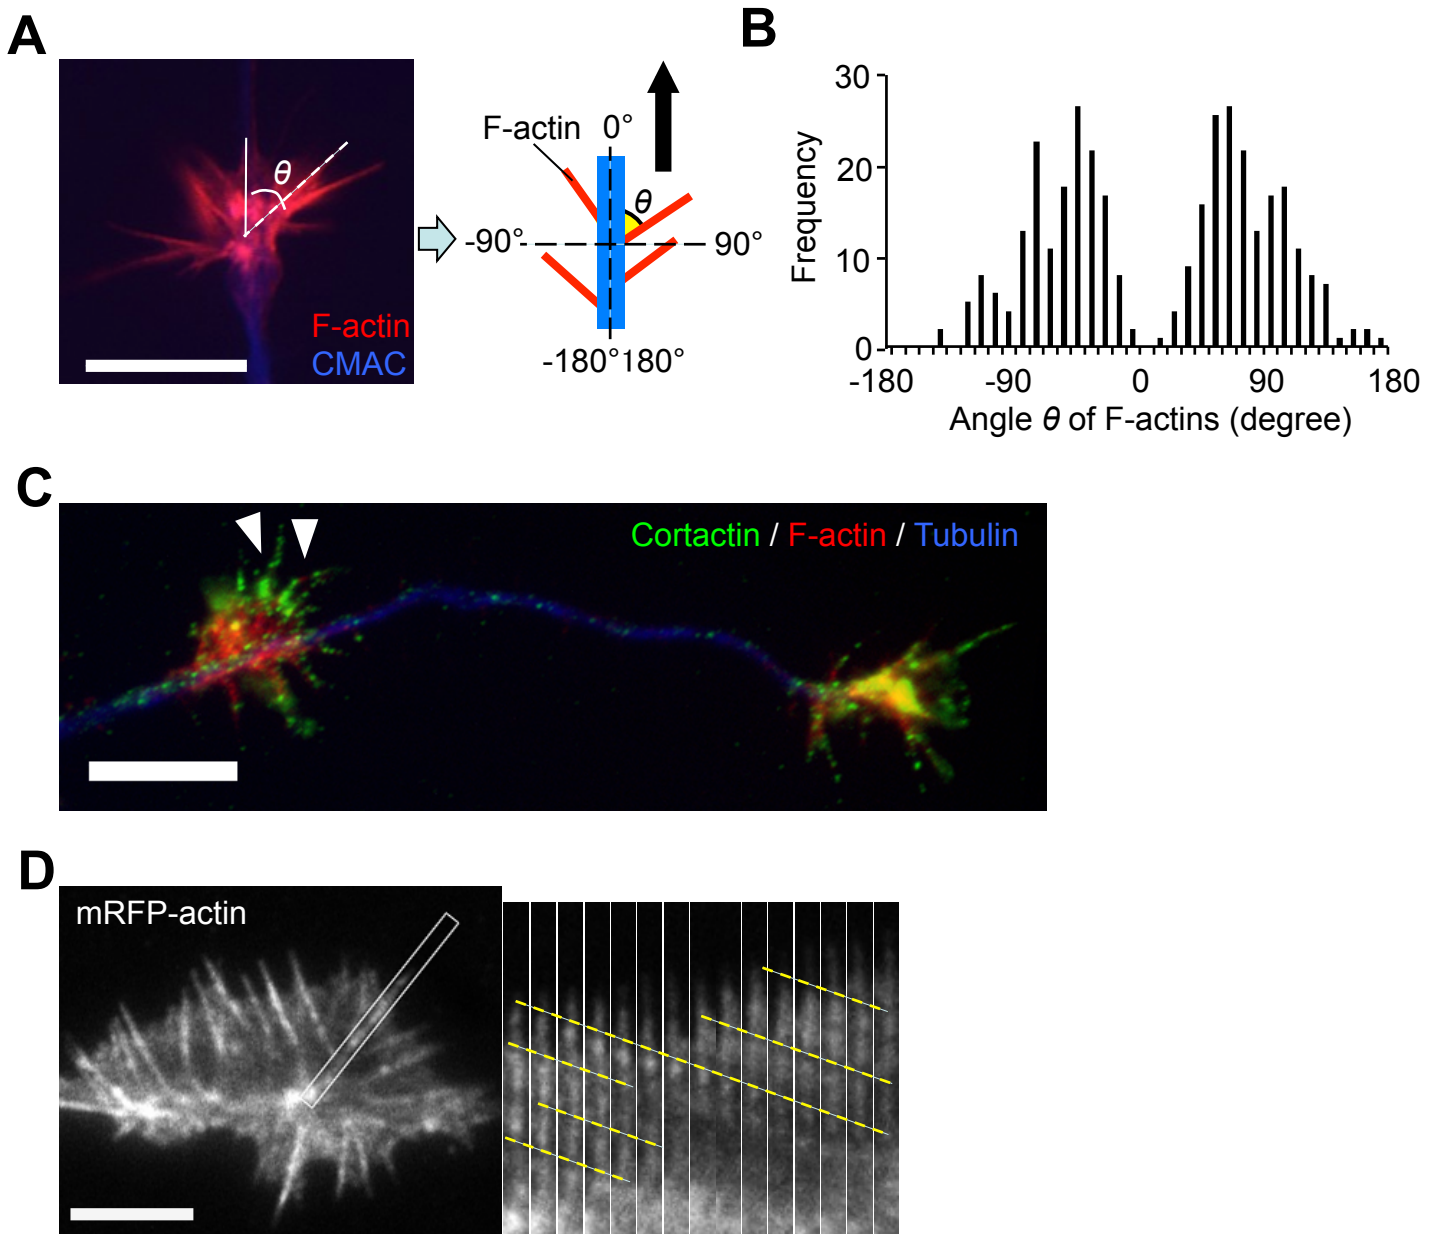 A
θ
F-actin
CMAC
F-actin 0°
θ
-90° 90°
-180° 180°
B
Frequency
30
20
10
0
-180 -90 0 90 180
Angle θ of F-actins (degree)
C
Cortactin / F-actin / Tubulin
D
mRFP-actin